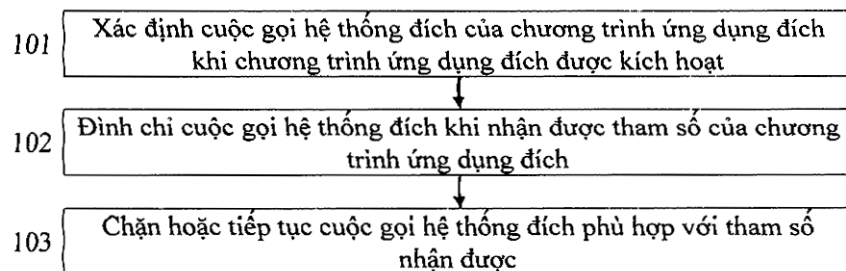 101
Xác định cuộc gọi hệ thống đích của chương trình ứng dụng đích
khi chương trình ứng dụng đích được kích hoạt
102
Đình chỉ cuộc gọi hệ thống đích khi nhận được tham số của chương
trình ứng dụng đích
103
Chặn hoặc tiếp tục cuộc gọi hệ thống đích phù hợp với tham số
nhận được